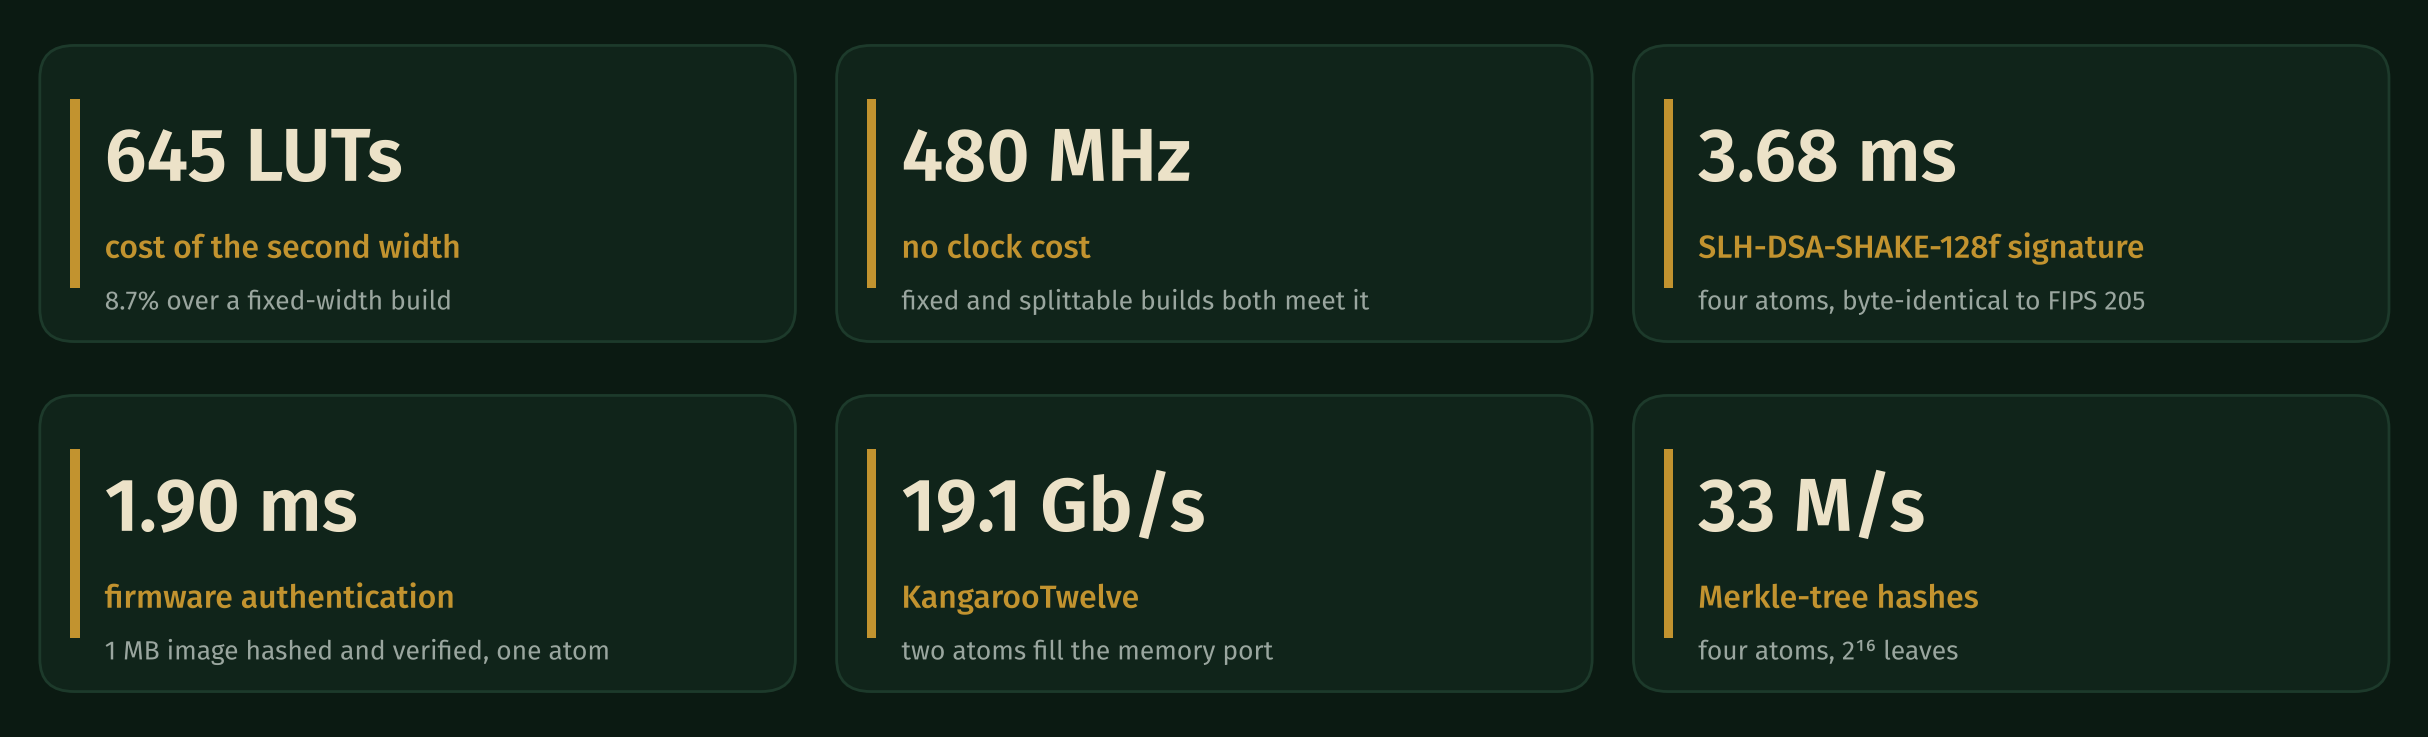 645 LUTs
cost of the second width
8.7% over a fixed-width build
480 MHz
no clock cost
fixed and splittable builds both meet it
3.68 ms
SLH-DSA-SHAKE-128f signature
four atoms, byte-identical to FIPS 205
1.90 ms
firmware authentication
1 MB image hashed and verified, one atom
19.1 Gb/s
KangarooTwelve
two atoms fill the memory port
33 M/s
Merkle-tree hashes
four atoms, 2¹⁶ leaves